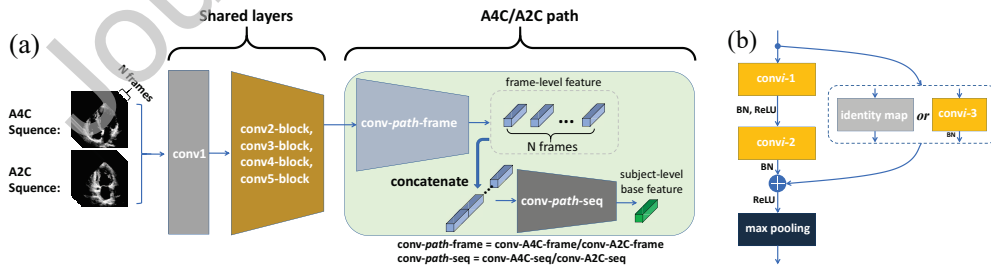 Jou
Shared layers
A4C/A2C path
(a)
N frames
A4C
Squence:
A2C
Squence:
conv1
conv2-block,
conv3-block,
conv4-block,
conv5-block
conv-path-frame
frame-level feature
...
N frames
concatenate
conv-path-seq
subject-level
base feature
conv-path-frame = conv-A4C-frame/conv-A2C-frame
conv-path-seq = conv-A4C-seq/conv-A2C-seq
(b)
convi-1
BN, ReLU
identity map
or
convi-3
BN
convi-2
BN
ReLU
max pooling